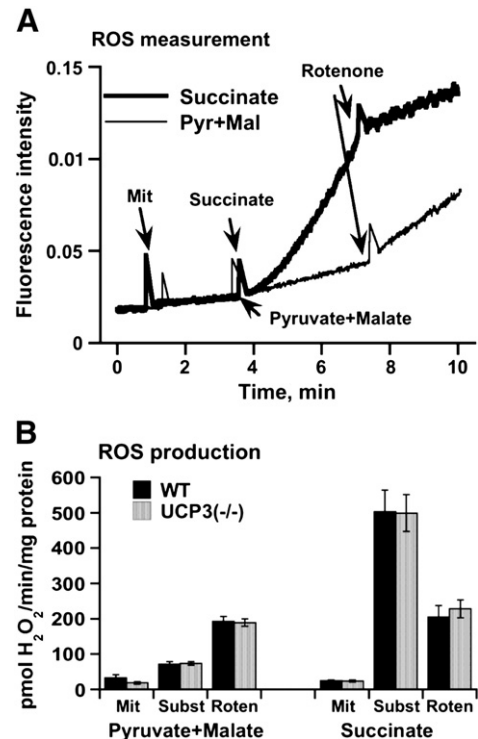 A
ROS measurement
0.15
0.01
0.05
0
Fluorescence intensity
Succinate
Pyr+Mal
Rotenone
Mit
Succinate
Pyruvate+Malate
0 2 4 6 8 10
Time, min
B
ROS production
600
500
400
300
200
100
0
pmol H2O2/min/mg protein
WT
UCP3(-/-)
Mit Subst Roten Mit Subst Roten
Pyruvate+Malate Succinate